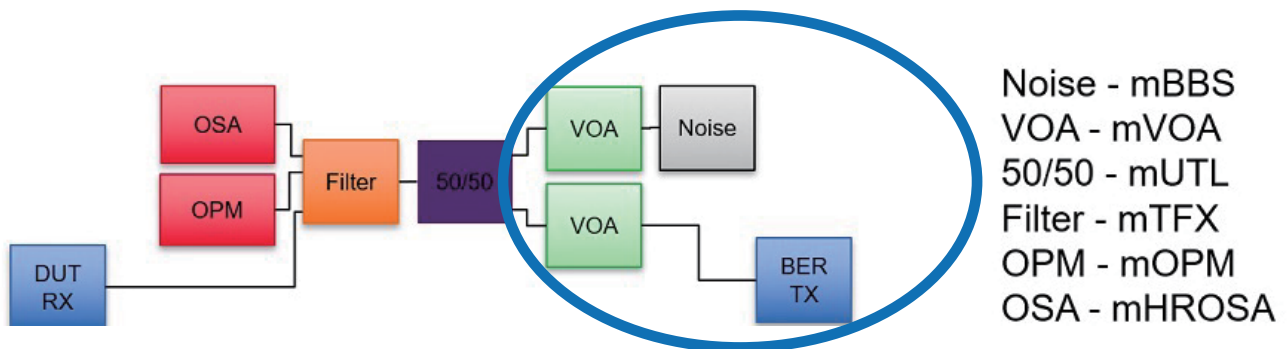 OSA
OPM
DUT
RX
Filter
50/50
VOA
Noise
VOA
BER
TX
Noise - mBBS
VOA - mVOA
50/50 - mUTL
Filter - mTFX
OPM - mOPM
OSA - mHROSA